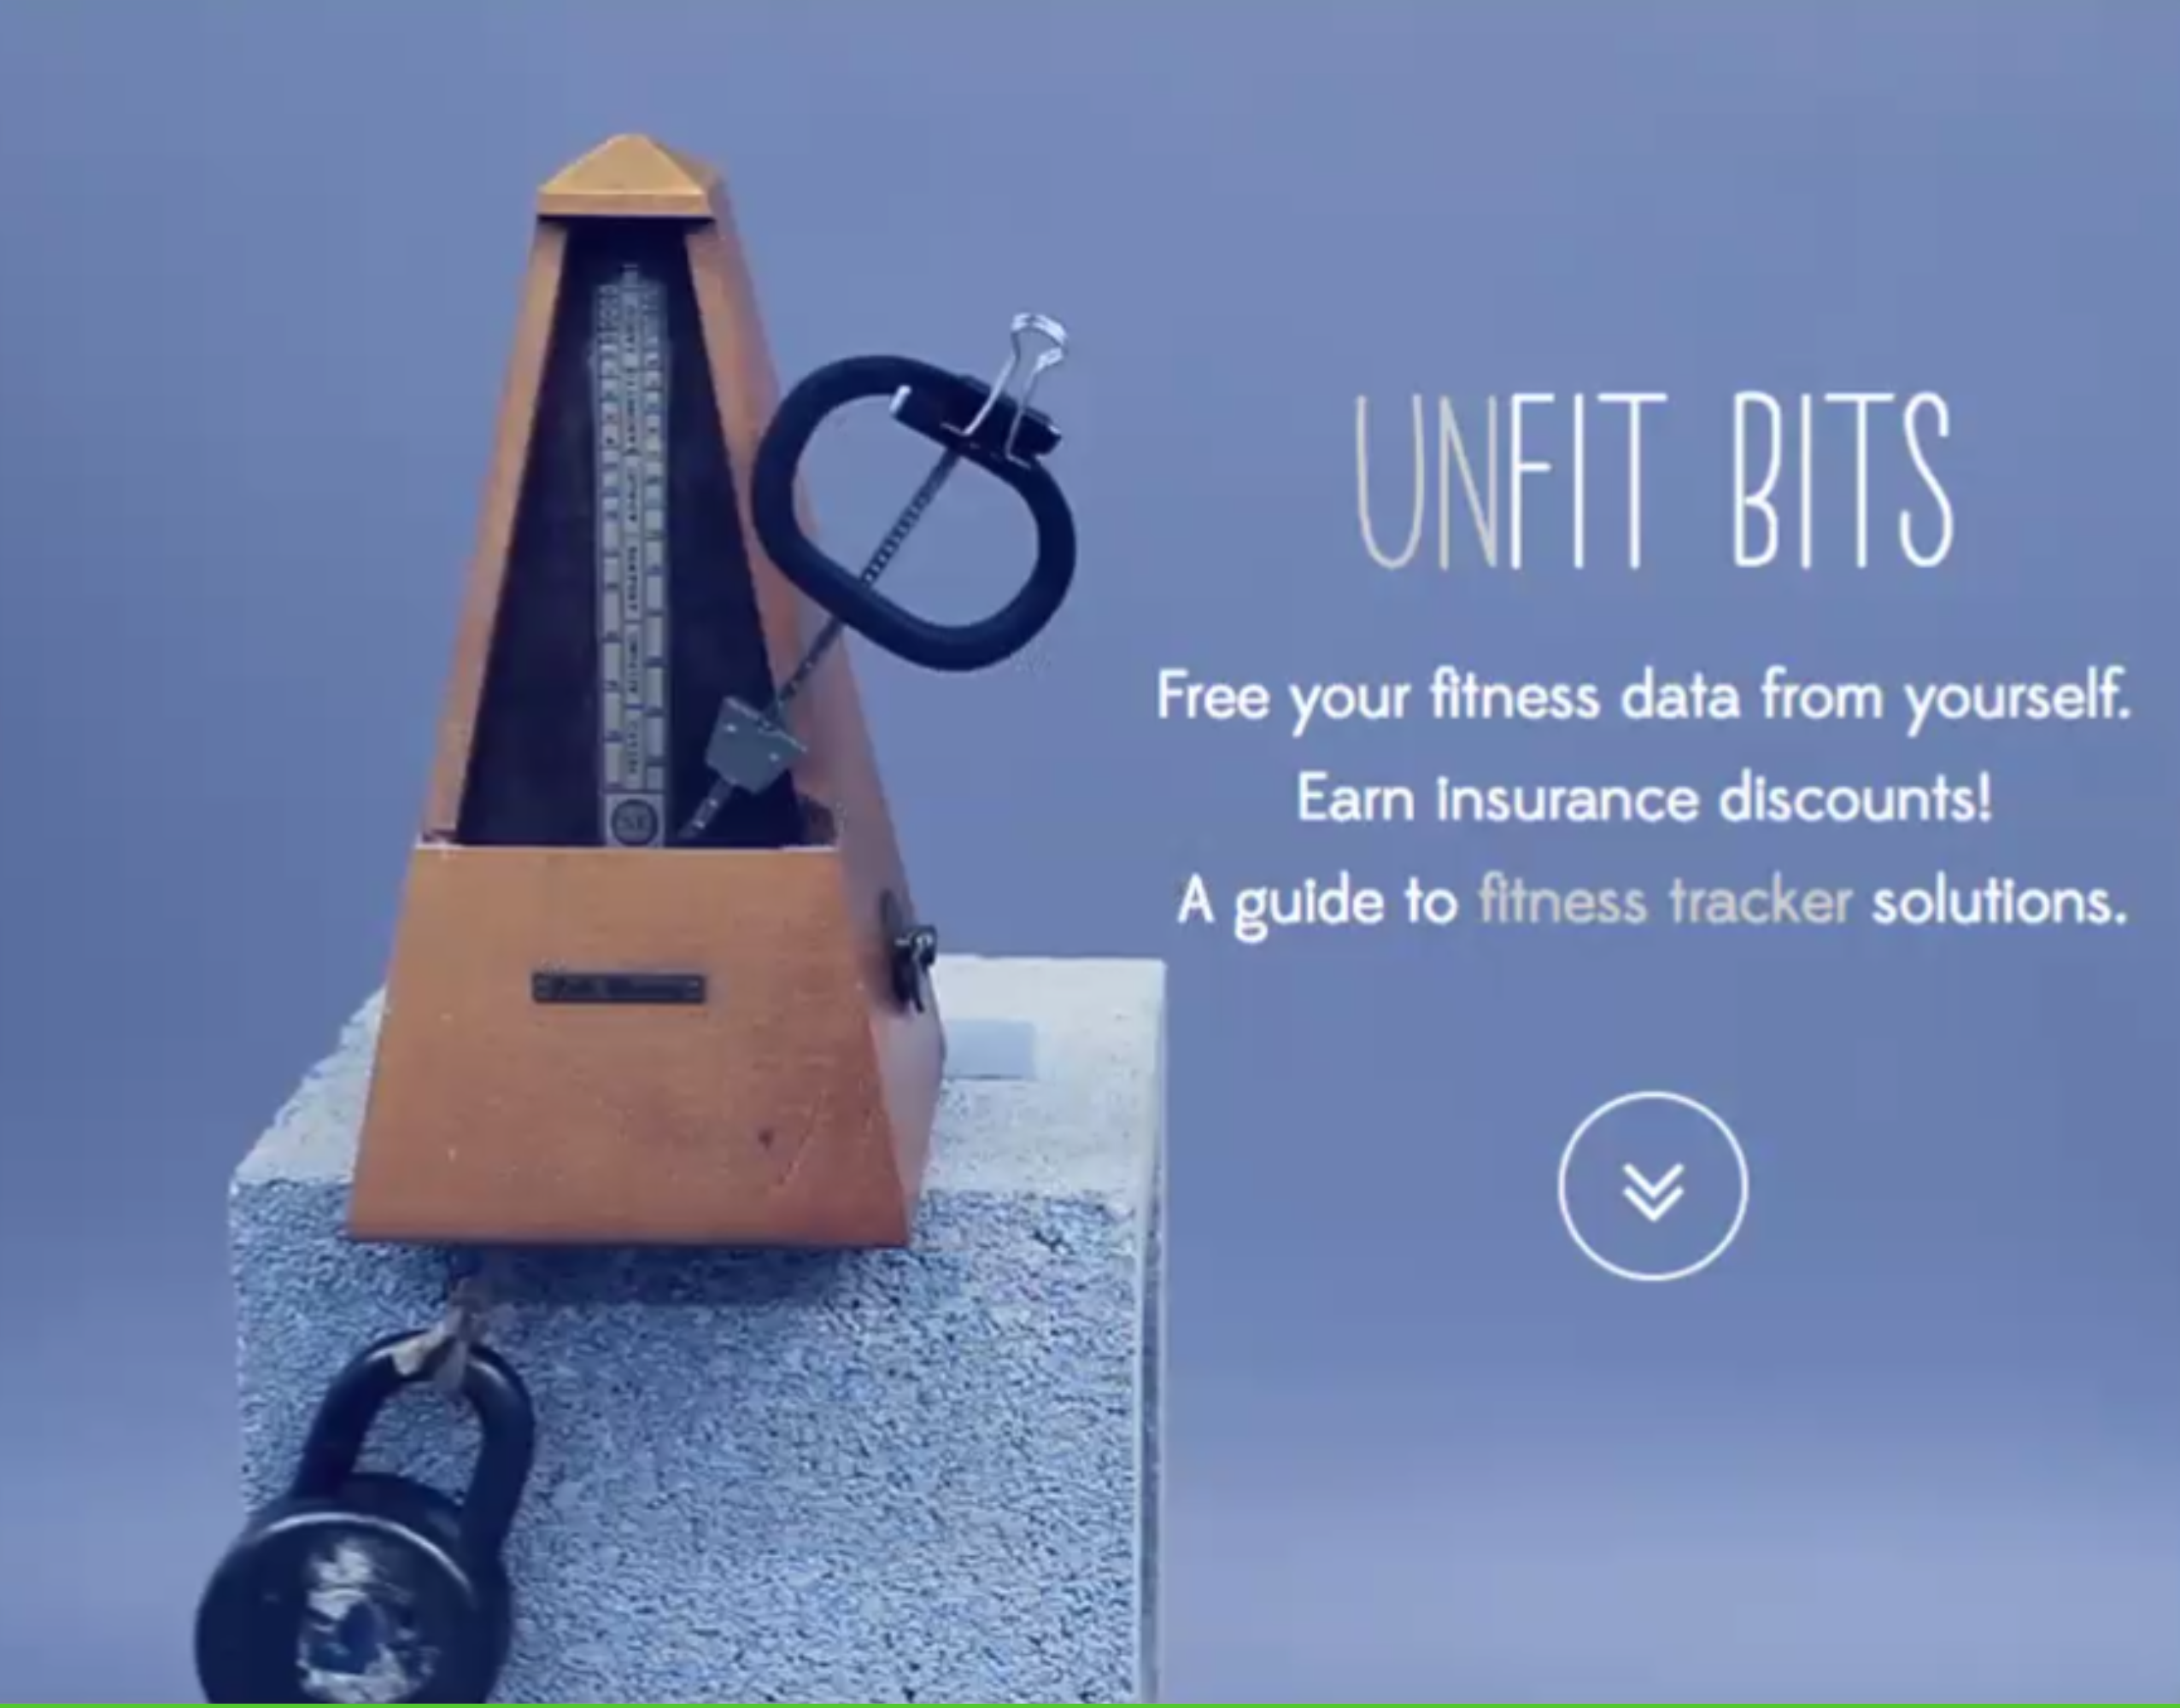 UNFIT BITS
Free your fitness data from yourself.
Earn insurance discounts!
A guide to fitness tracker solutions.